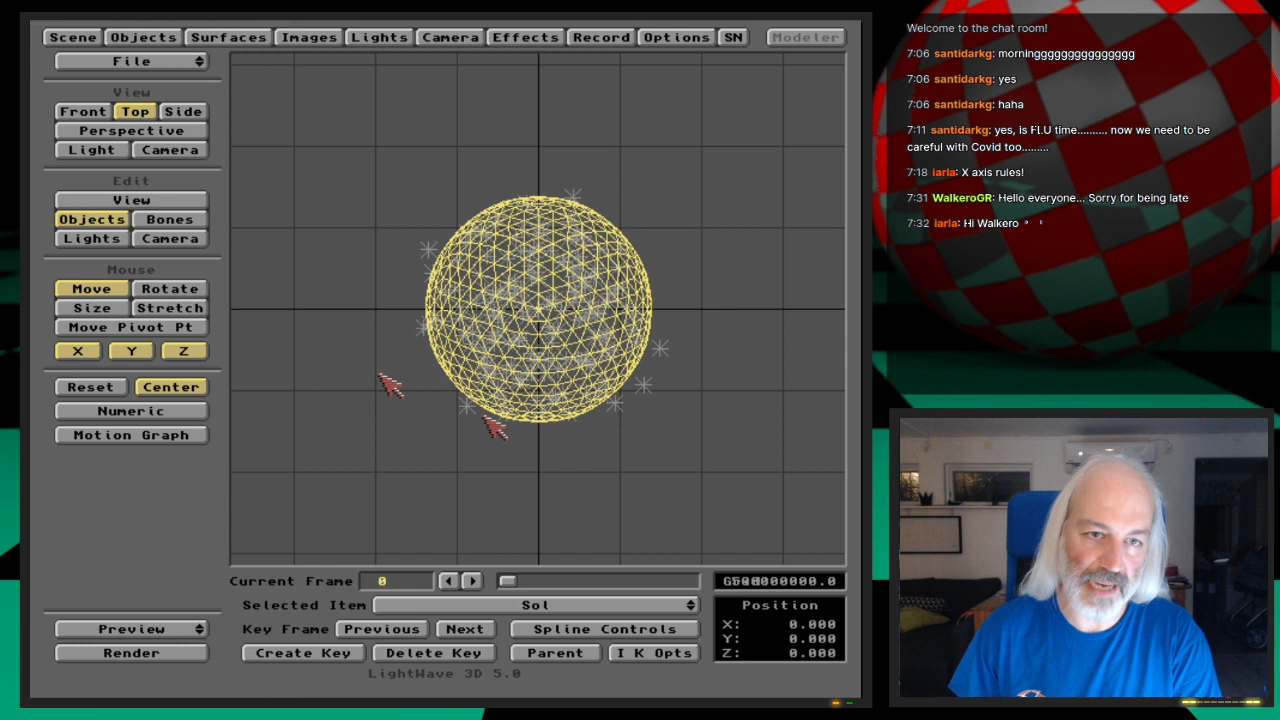 Scene Objects Surfaces Images Lights Camera Effects Record Options SN Modeler
File
View
Front Top Side
Perspective
Light Camera
Edit
View
Objects Bones
Lights Camera
Mouse
Move Rotate
Size Stretch
Move Pivot Pt
X Y Z
Reset Center
Numeric
Motion Graph
Current Frame 0
Selected Item Sol
Position
Preview
Key Frame Previous Next Spline Controls
X: 0.000
Y: 0.000
Z: 0.000
Render
Create Key Delete Key Parent I K Opts
LightWave 3D 5.0
Welcome to the chat room!
7:06 santidarkg: morningggggggggggggggg
7:06 santidarkg: yes
7:06 santidarkg: haha
7:11 santidarkg: yes, is FLU time.......... now we need to be
careful with Covid too.........
7:18 iarla: X axis rules!
7:31 WalkeroGR: Hello everyone... Sorry for being late
7:32 iarla: Hi Walkero